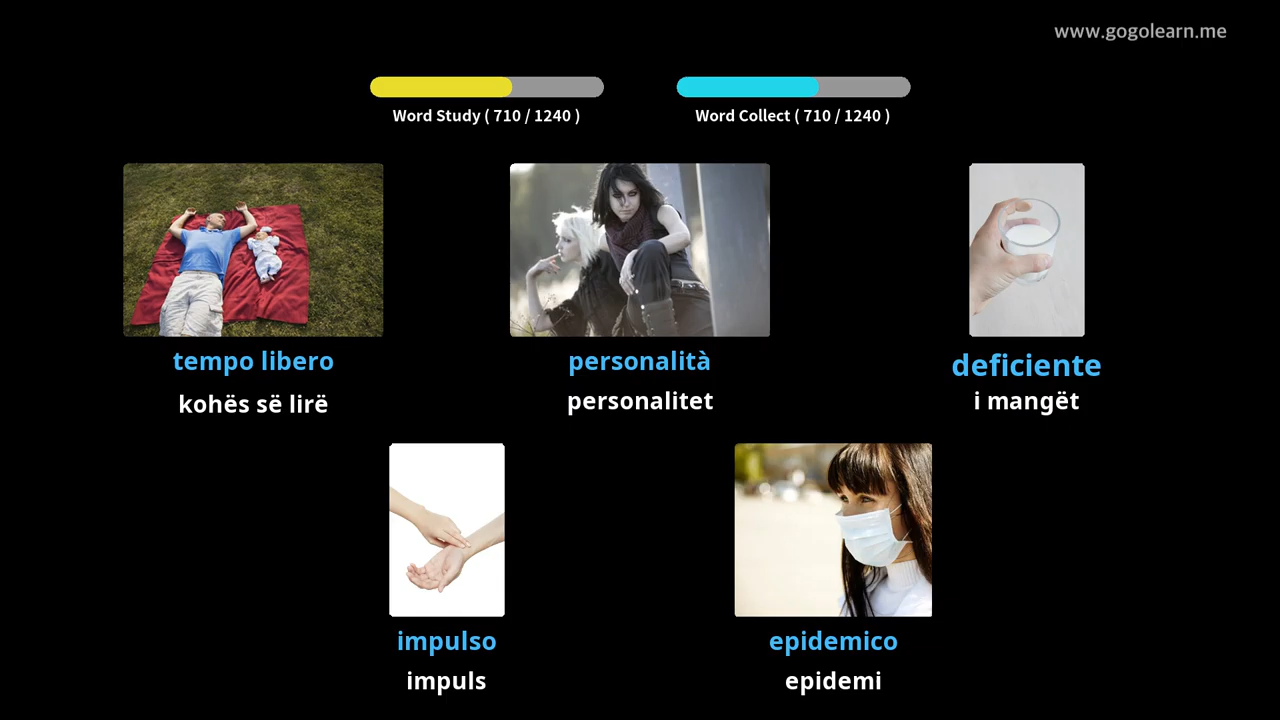 www.gogolearn.me
Word Study ( 710 / 1240 )
Word Collect ( 710 / 1240 )
tempo libero
kohës së lirë
personalità
personalitet
deficiente
i mangët
impulso
impuls
epidemico
epidemi